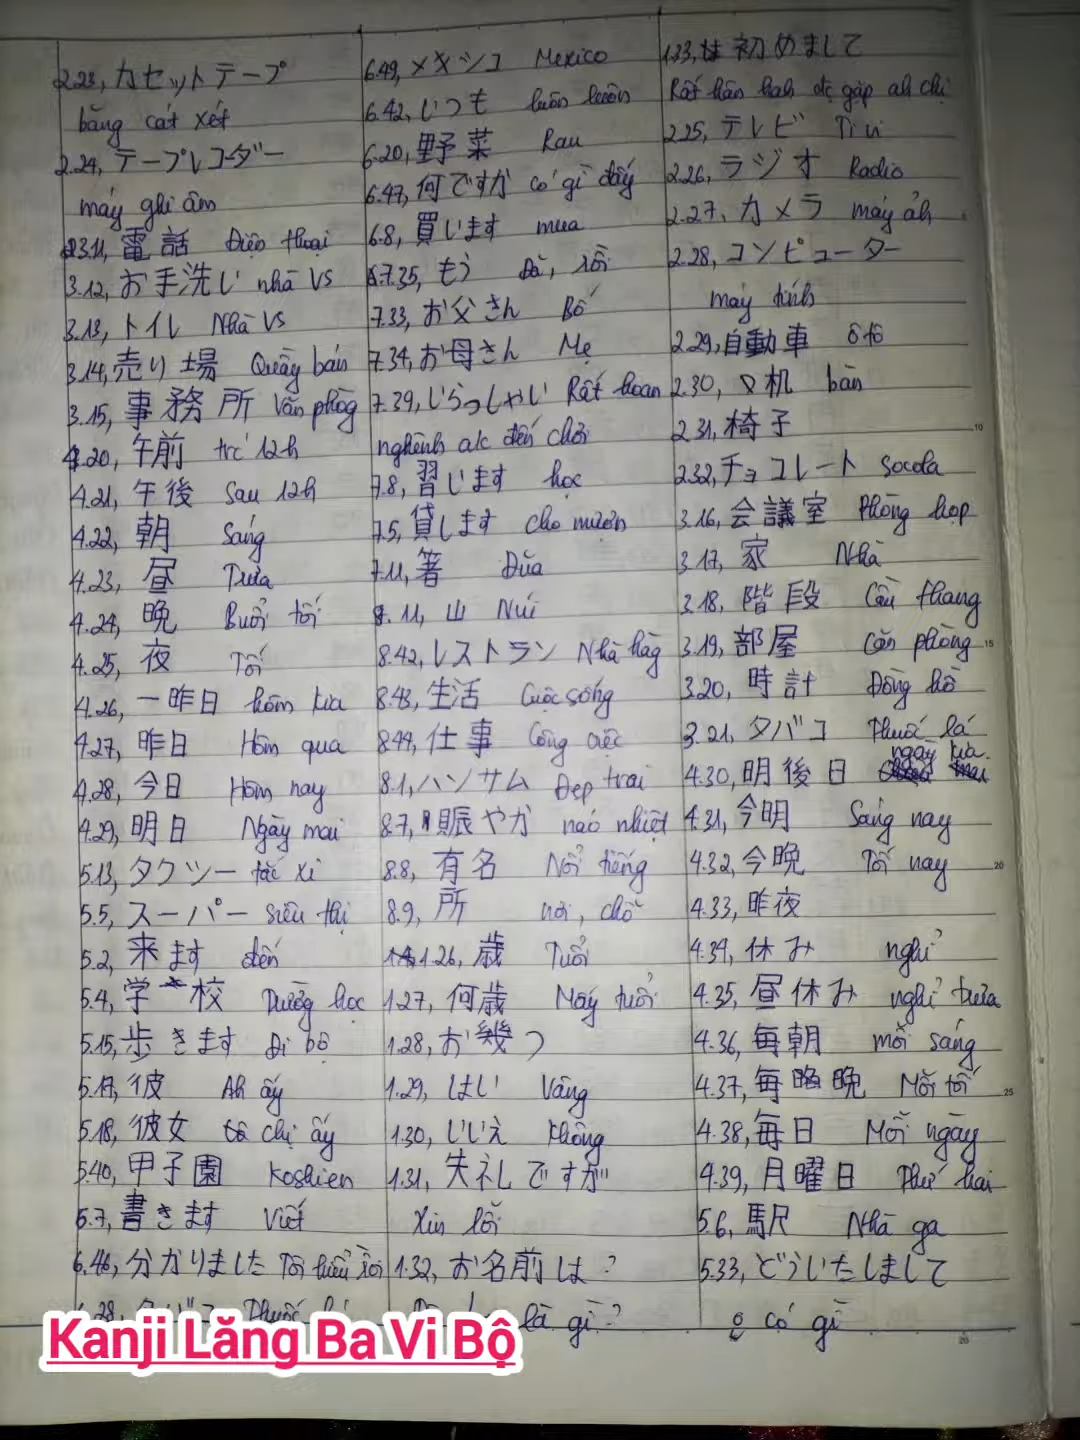 2.23, カセットテープ
băng cát xét
2.24, テープレコーダー
máy ghi âm
3.11, 電話 Điện thoại
3.12, お手洗い nhà VS
3.13, トイレ Nhà VS
3.14, 売り場 Quầy bán
3.15, 事務所 Văn phòg
4.20, 午前 trc 12h
4.21, 午後 Sau 12h
4.22, 朝 Sáng
4.23, 昼 Trưa
4.24, 晩 Buổi tối
4.25, 夜 Tối
4.26, 一昨日 hôm kia
4.27, 昨日 Hôm qua
4.28, 今日 Hôm nay
4.29, 明日 Ngày mai
5.13, タクツー tắc xi
5.5, スーパー siêu thị
5.2, 来ます đến
5.4, 学校 Trường học
5.15, 歩きます Đi bộ
5.17, 彼 Ah ấy
5.18, 彼女 chị ấy
5.40, 甲子園 Koshien
5.7, 書きます Viết
6.46, 分かりました Tôi hiểu rồi
6.28, タバコ Thuốc lá
6.49, メキシコ Mexico
6.42, いつも luôn luôn
6.20, 野菜 Rau
6.47, 何ですか có gì đấy
6.8, 買います mua
7.35, もう Đã, rồi
7.33, お父さん Bố
7.34, お母さん Mẹ
7.39, いらっしゃい Rất hoan
nghênh a/c đến chơi
7.8, 習います học
7.5, 貸します cho mượn
7.11, 箸 Đũa
8.11, 山 Núi
8.42, レストラン Nhà hàg
8.43, 生活 Cuộc sống
8.44, 仕事 Công việc
8.1, ハンサム Đẹp trai
8.7, 賑やか náo nhiệt
8.8, 有名 Nổi tiếng
8.9, 所 nơi, chỗ
1.26, 歳 Tuổi
1.27, 何歳 Mấy tuổi
1.28, お幾つ
1.29, はい Vâng
1.30, いいえ Không
1.31, 失礼ですが
Xin lỗi
1.32, お名前は?
là gì?
1.33, 初めまして
Rất hân hạh đc gặp ah chị
2.25, テレビ Ti vi
2.26, ラジオ Radio
2.27, カメラ máy ảh
2.28, コンピューター
máy tính
2.29, 自動車 ô tô
2.30, 机 bàn
2.31, 椅子
2.32, チョコレート Socola
3.16, 会議室 Phòng họp
3.17, 家 Nhà
3.18, 階段 Cầu thang
3.19, 部屋 Căn phòng
3.20, 時計 Đồng hồ
3.21, タバコ Thuốc lá
4.30, 明後日 ngày kia
4.31, 今明 Sáng nay
4.32, 今晩 Tối nay
4.33, 昨夜
4.34, 休み nghỉ
4.35, 昼休み nghỉ trưa
4.36, 毎朝 mỗi sáng
4.37, 毎晩 Mỗi tối
4.38, 毎日 Mỗi ngày
4.39, 月曜日 Thứ hai
5.6, 駅 Nhà ga
5.33, どういたしまして
o có gì
Kanji Lăng Ba Vi Bộ